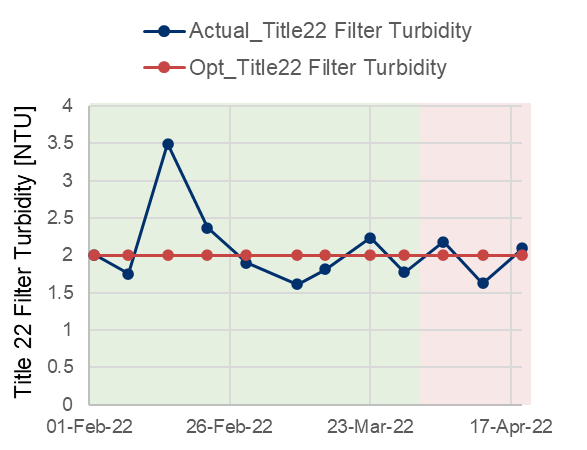 Actual_Title22 Filter Turbidity
Opt_Title22 Filter Turbidity
Title 22 Filter Turbidity [NTU]
4
3.5
3
2.5
2
1.5
1
0.5
0
01-Feb-22 26-Feb-22 23-Mar-22 17-Apr-22